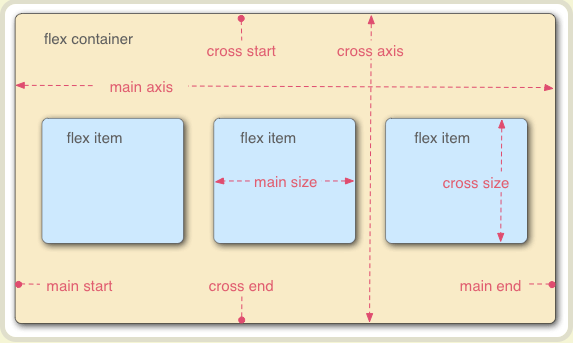 flex container
cross start
cross axis
main axis
flex item
flex item
flex item
main size
cross size
main start
cross end
main end